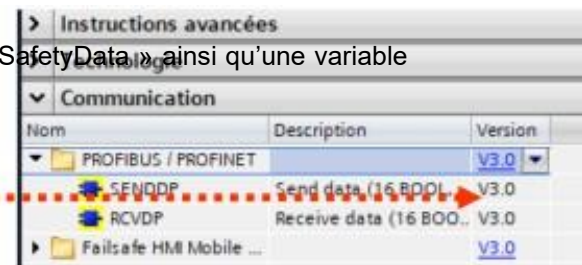 Instructions avancées
SafetyData » ainsi qu’une variable
Technologie
Communication
Nom Description Version
PROFIBUS / PROFINET V3.0
SENDDP Send data (16 BOOL... V3.0
RCVDP Receive data (16 BOO... V3.0
Failsafe HMI Mobile ... V3.0